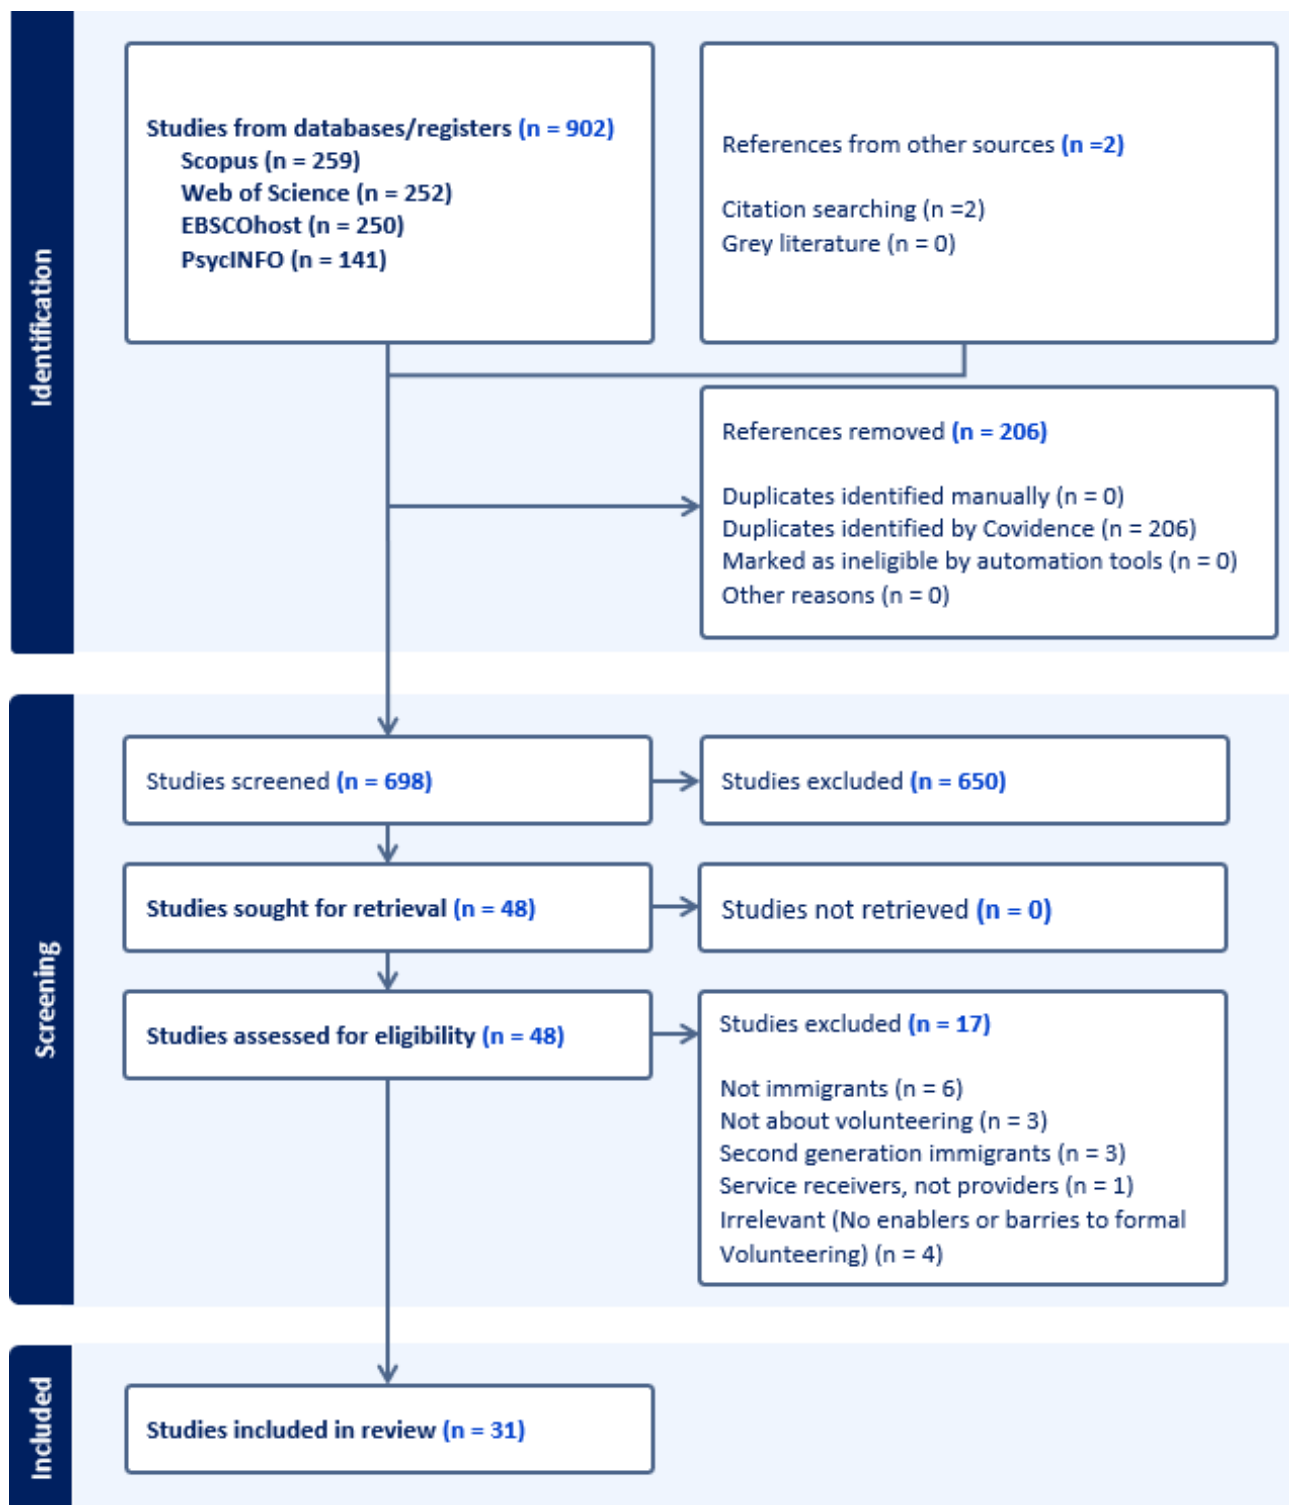 Identification
Studies from databases/registers (n = 902)
Scopus (n = 259)
Web of Science (n = 252)
EBSCOhost (n = 250)
PsycINFO (n = 141)
References from other sources (n =2)
Citation searching (n =2)
Grey literature (n = 0)
References removed (n = 206)
Duplicates identified manually (n = 0)
Duplicates identified by Covidence (n = 206)
Marked as ineligible by automation tools (n = 0)
Other reasons (n = 0)
Screening
Studies screened (n = 698)
Studies excluded (n = 650)
Studies sought for retrieval (n = 48)
Studies not retrieved (n = 0)
Studies assessed for eligibility (n = 48)
Studies excluded (n = 17)
Not immigrants (n = 6)
Not about volunteering (n = 3)
Second generation immigrants (n = 3)
Service receivers, not providers (n = 1)
Irrelevant (No enablers or barries to formal
Volunteering) (n = 4)
Included
Studies included in review (n = 31)